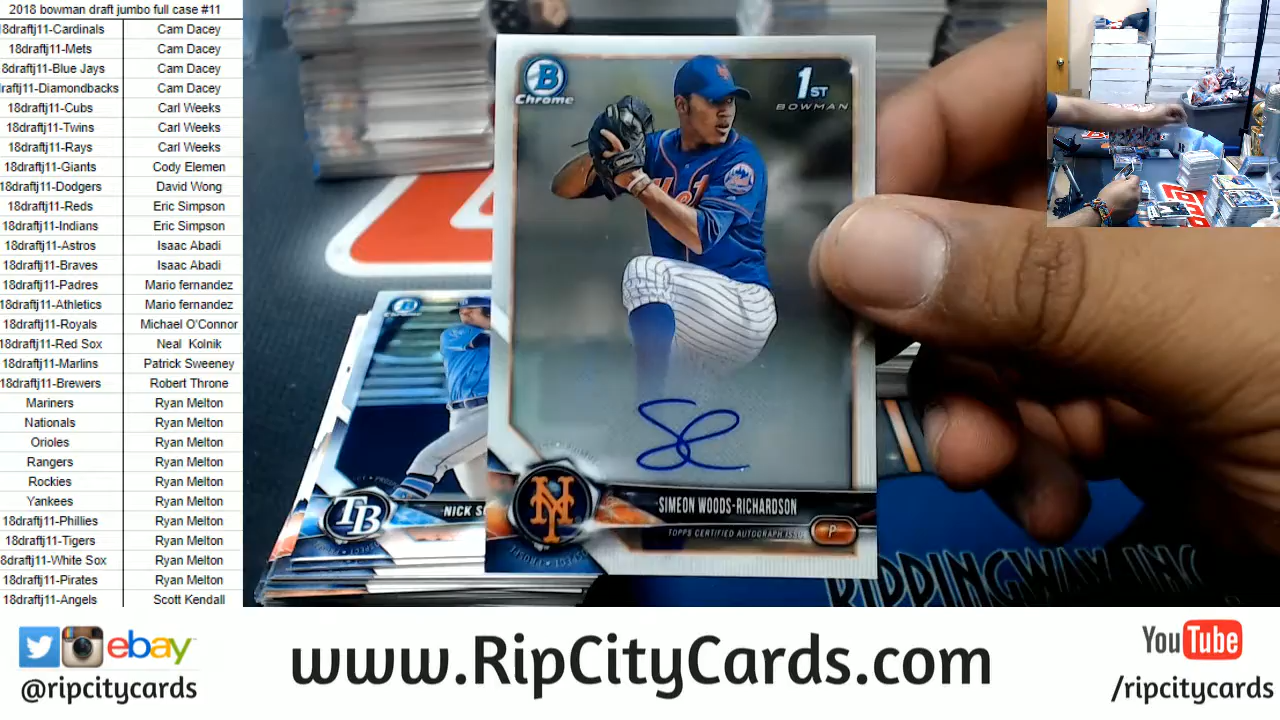 2018 bowman draft jumbo full case #11
18draftj11-Cardinals Cam Dacey
18draftj11-Mets Cam Dacey
18draftj11-Blue Jays Cam Dacey
draftj11-Diamondbacks Cam Dacey
18draftj11-Cubs Carl Weeks
18draftj11-Twins Carl Weeks
18draftj11-Rays Carl Weeks
18draftj11-Giants Cody Elemen
18draftj11-Dodgers David Wong
18draftj11-Reds Eric Simpson
18draftj11-Indians Eric Simpson
18draftj11-Astros Isaac Abadi
18draftj11-Braves Isaac Abadi
18draftj11-Padres Mario fernandez
18draftj11-Athletics Mario fernandez
18draftj11-Royals Michael O'Connor
18draftj11-Red Sox Neal Kolnik
18draftj11-Marlins Patrick Sweeney
18draftj11-Brewers Robert Throne
Mariners Ryan Melton
Nationals Ryan Melton
Orioles Ryan Melton
Rangers Ryan Melton
Rockies Ryan Melton
Yankees Ryan Melton
18draftj11-Phillies Ryan Melton
18draftj11-Tigers Ryan Melton
8draftj11-White Sox Ryan Melton
18draftj11-Pirates Ryan Melton
18draftj11-Angels Scott Kendall
B
Chrome
1ST
BOWMAN
NY
SIMEON WOODS-RICHARDSON
TOPPS CERTIFIED AUTOGRAPH ISSUE
P
TB
NICK
RIPPINGWAY, INC.
ebay
@ripcitycards
www.RipCityCards.com
YouTube
/ripcitycards